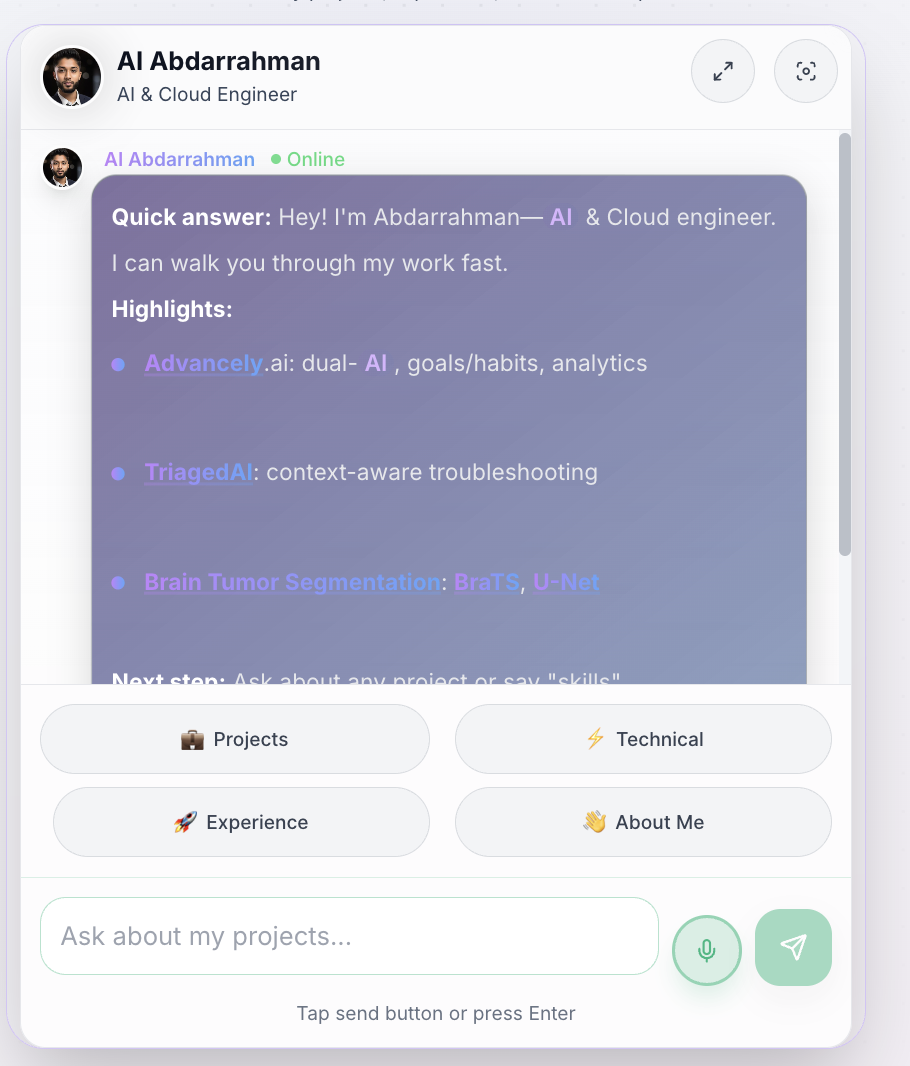 AI Abdarrahman
AI & Cloud Engineer
AI Abdarrahman Online
Quick answer: Hey! I'm Abdarrahman— AI & Cloud engineer.
I can walk you through my work fast.
Highlights:
Advancely.ai: dual- AI , goals/habits, analytics
TriagedAI: context-aware troubleshooting
Brain Tumor Segmentation: BraTS, U-Net
Next step: Ask about any project or say "skills"
Projects
Technical
Experience
About Me
Ask about my projects...
Tap send button or press Enter